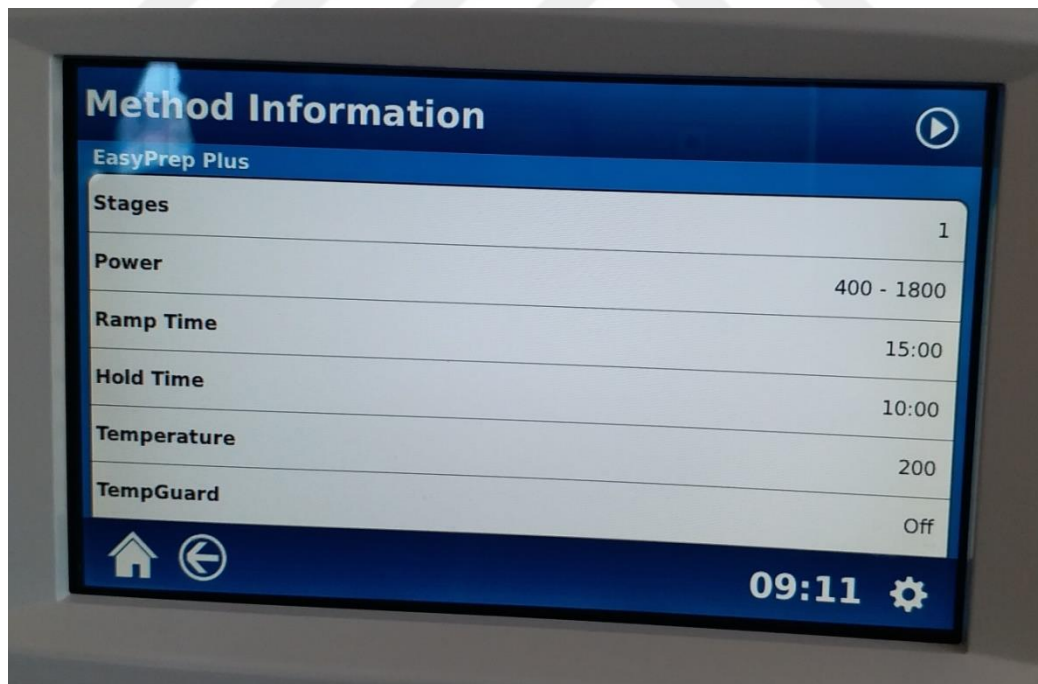 Method Information
EasyPrep Plus
Stages 1
Power 400 - 1800
Ramp Time 15:00
Hold Time 10:00
Temperature 200
TempGuard Off
09:11